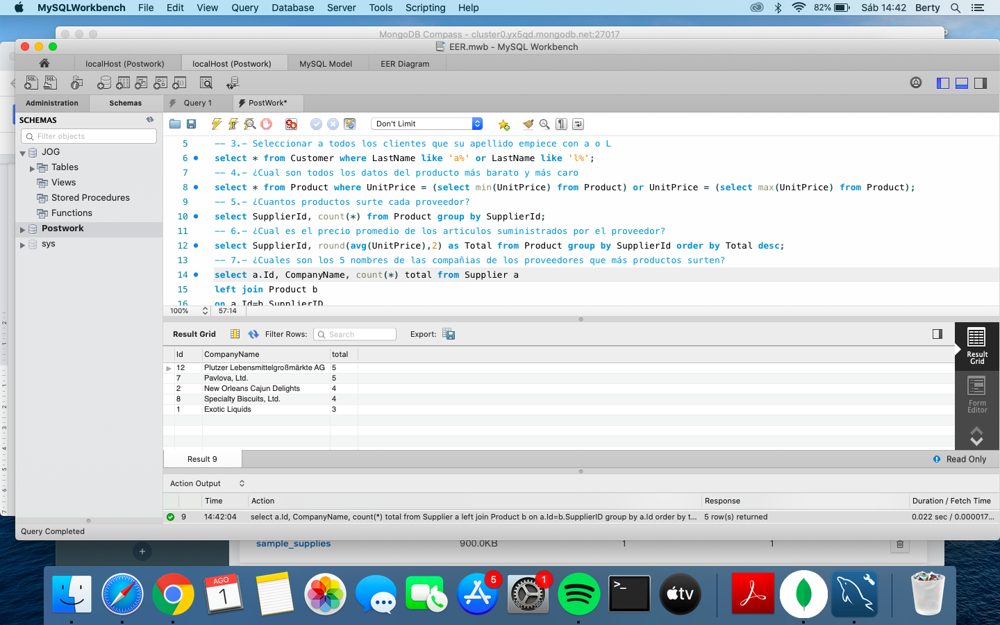 MySQLWorkbench File Edit View Query Database Server Tools Scripting Help 82% Sáb 14:42 Berty
MongoDB Compass - cluster0.yx5qd.mongodb.net:27017
EER.mwb - MySQL Workbench
localHost (Postwork) localHost (Postwork) MySQL Model EER Diagram
Administration Schemas Query 1 PostWork*
SCHEMAS
Don't Limit
Filter objects
JOG
Tables
Views
Stored Procedures
Functions
Postwork
sys
5 -- 3.- Seleccionar a todos los clientes que su apellido empiece con a o L
6 select * from Customer where LastName like 'a%' or LastName like 'l%';
7 -- 4.- ¿Cual son todos los datos del producto más barato y más caro
8 select * from Product where UnitPrice = (select min(UnitPrice) from Product) or UnitPrice = (select max(UnitPrice) from Product);
9 -- 5.- ¿Cuantos productos surte cada proveedor?
10 select SupplierId, count(*) from Product group by SupplierId;
11 -- 6.- ¿Cual es el precio promedio de los articulos suministrados por el proveedor?
12 select SupplierId, round(avg(UnitPrice),2) as Total from Product group by SupplierId order by Total desc;
13 -- 7.- ¿Cuales son los 5 nombres de las compañias de los proveedores que más productos surten?
14 select a.Id, CompanyName, count(*) total from Supplier a
15 left join Product b
16 on a.Id=b.SupplierID
100% 57:14
Result Grid Filter Rows: Search Export:
Id CompanyName total
12 Plutzer Lebensmittelgroßmärkte AG 5
7 Pavlova, Ltd. 5
2 New Orleans Cajun Delights 4
8 Specialty Biscuits, Ltd. 4
1 Exotic Liquids 3
Result Grid
Form Editor
Result 9 Read Only
Action Output
Time Action Response Duration / Fetch Time
9 14:42:04 select a.Id, CompanyName, count(*) total from Supplier a left join Product b on a.Id=b.SupplierID group by a.Id order by t... 5 row(s) returned 0.022 sec / 0.000017...
Query Completed
sample_supplies 900.0KB 1 1
AGO
1
5
1
tv